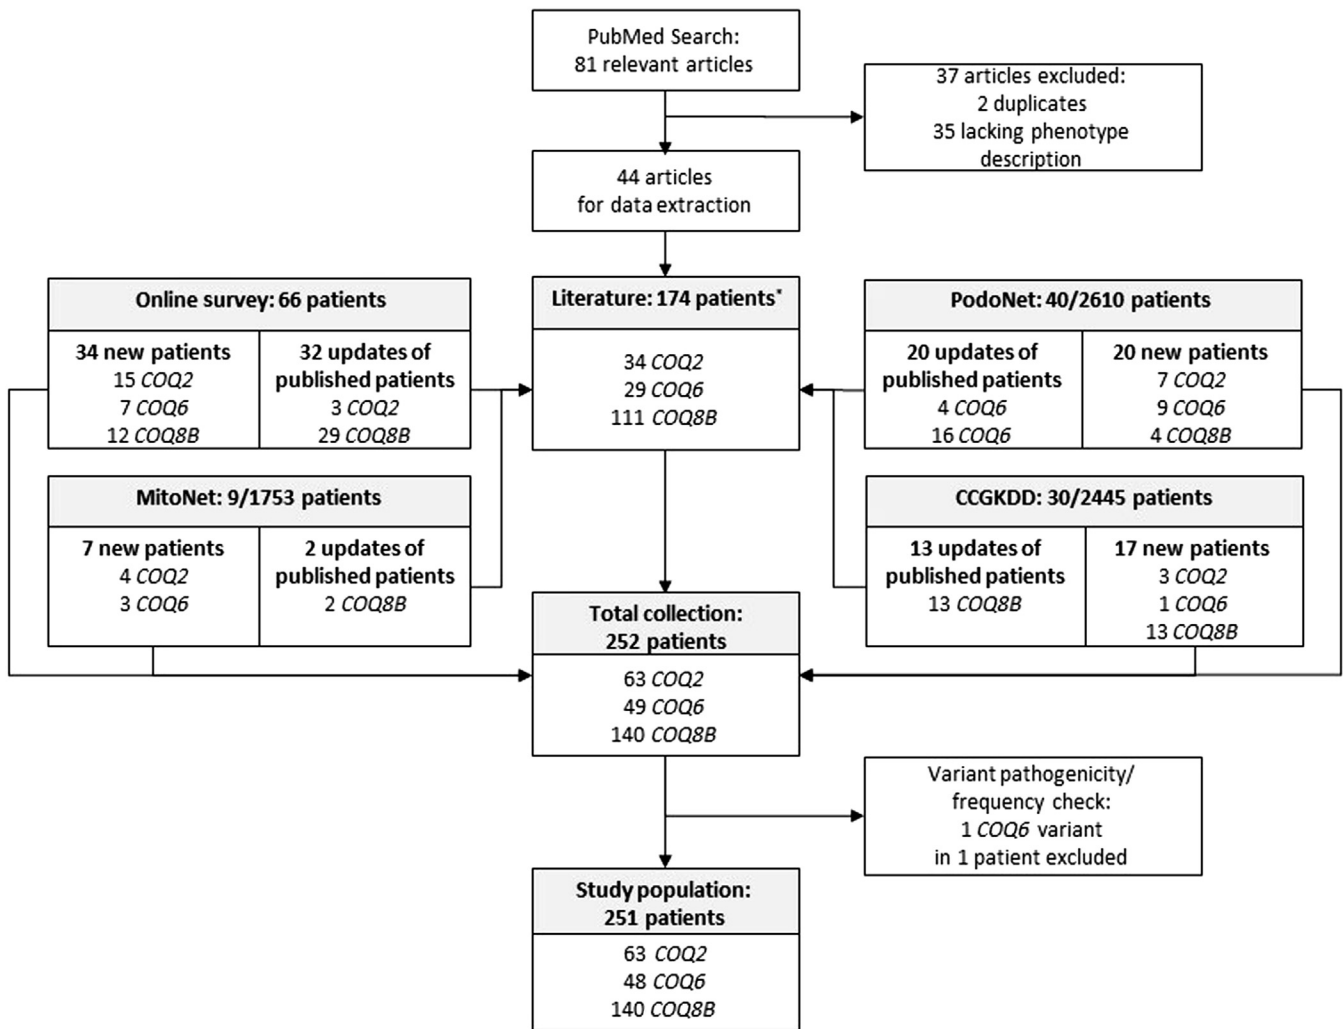 PubMed Search:
81 relevant articles
37 articles excluded:
2 duplicates
35 lacking phenotype
description
44 articles
for data extraction
Online survey: 66 patients
34 new patients
15 COQ2
7 COQ6
12 COQ8B
32 updates of
published patients
3 COQ2
29 COQ8B
Literature: 174 patients*
34 COQ2
29 COQ6
111 COQ8B
PodoNet: 40/2610 patients
20 updates of
published patients
4 COQ6
16 COQ6
20 new patients
7 COQ2
9 COQ6
4 COQ8B
MitoNet: 9/1753 patients
7 new patients
4 COQ2
3 COQ6
2 updates of
published patients
2 COQ8B
CCGKDD: 30/2445 patients
13 updates of
published patients
13 COQ8B
17 new patients
3 COQ2
1 COQ6
13 COQ8B
Total collection:
252 patients
63 COQ2
49 COQ6
140 COQ8B
Variant pathogenicity/
frequency check:
1 COQ6 variant
in 1 patient excluded
Study population:
251 patients
63 COQ2
48 COQ6
140 COQ8B